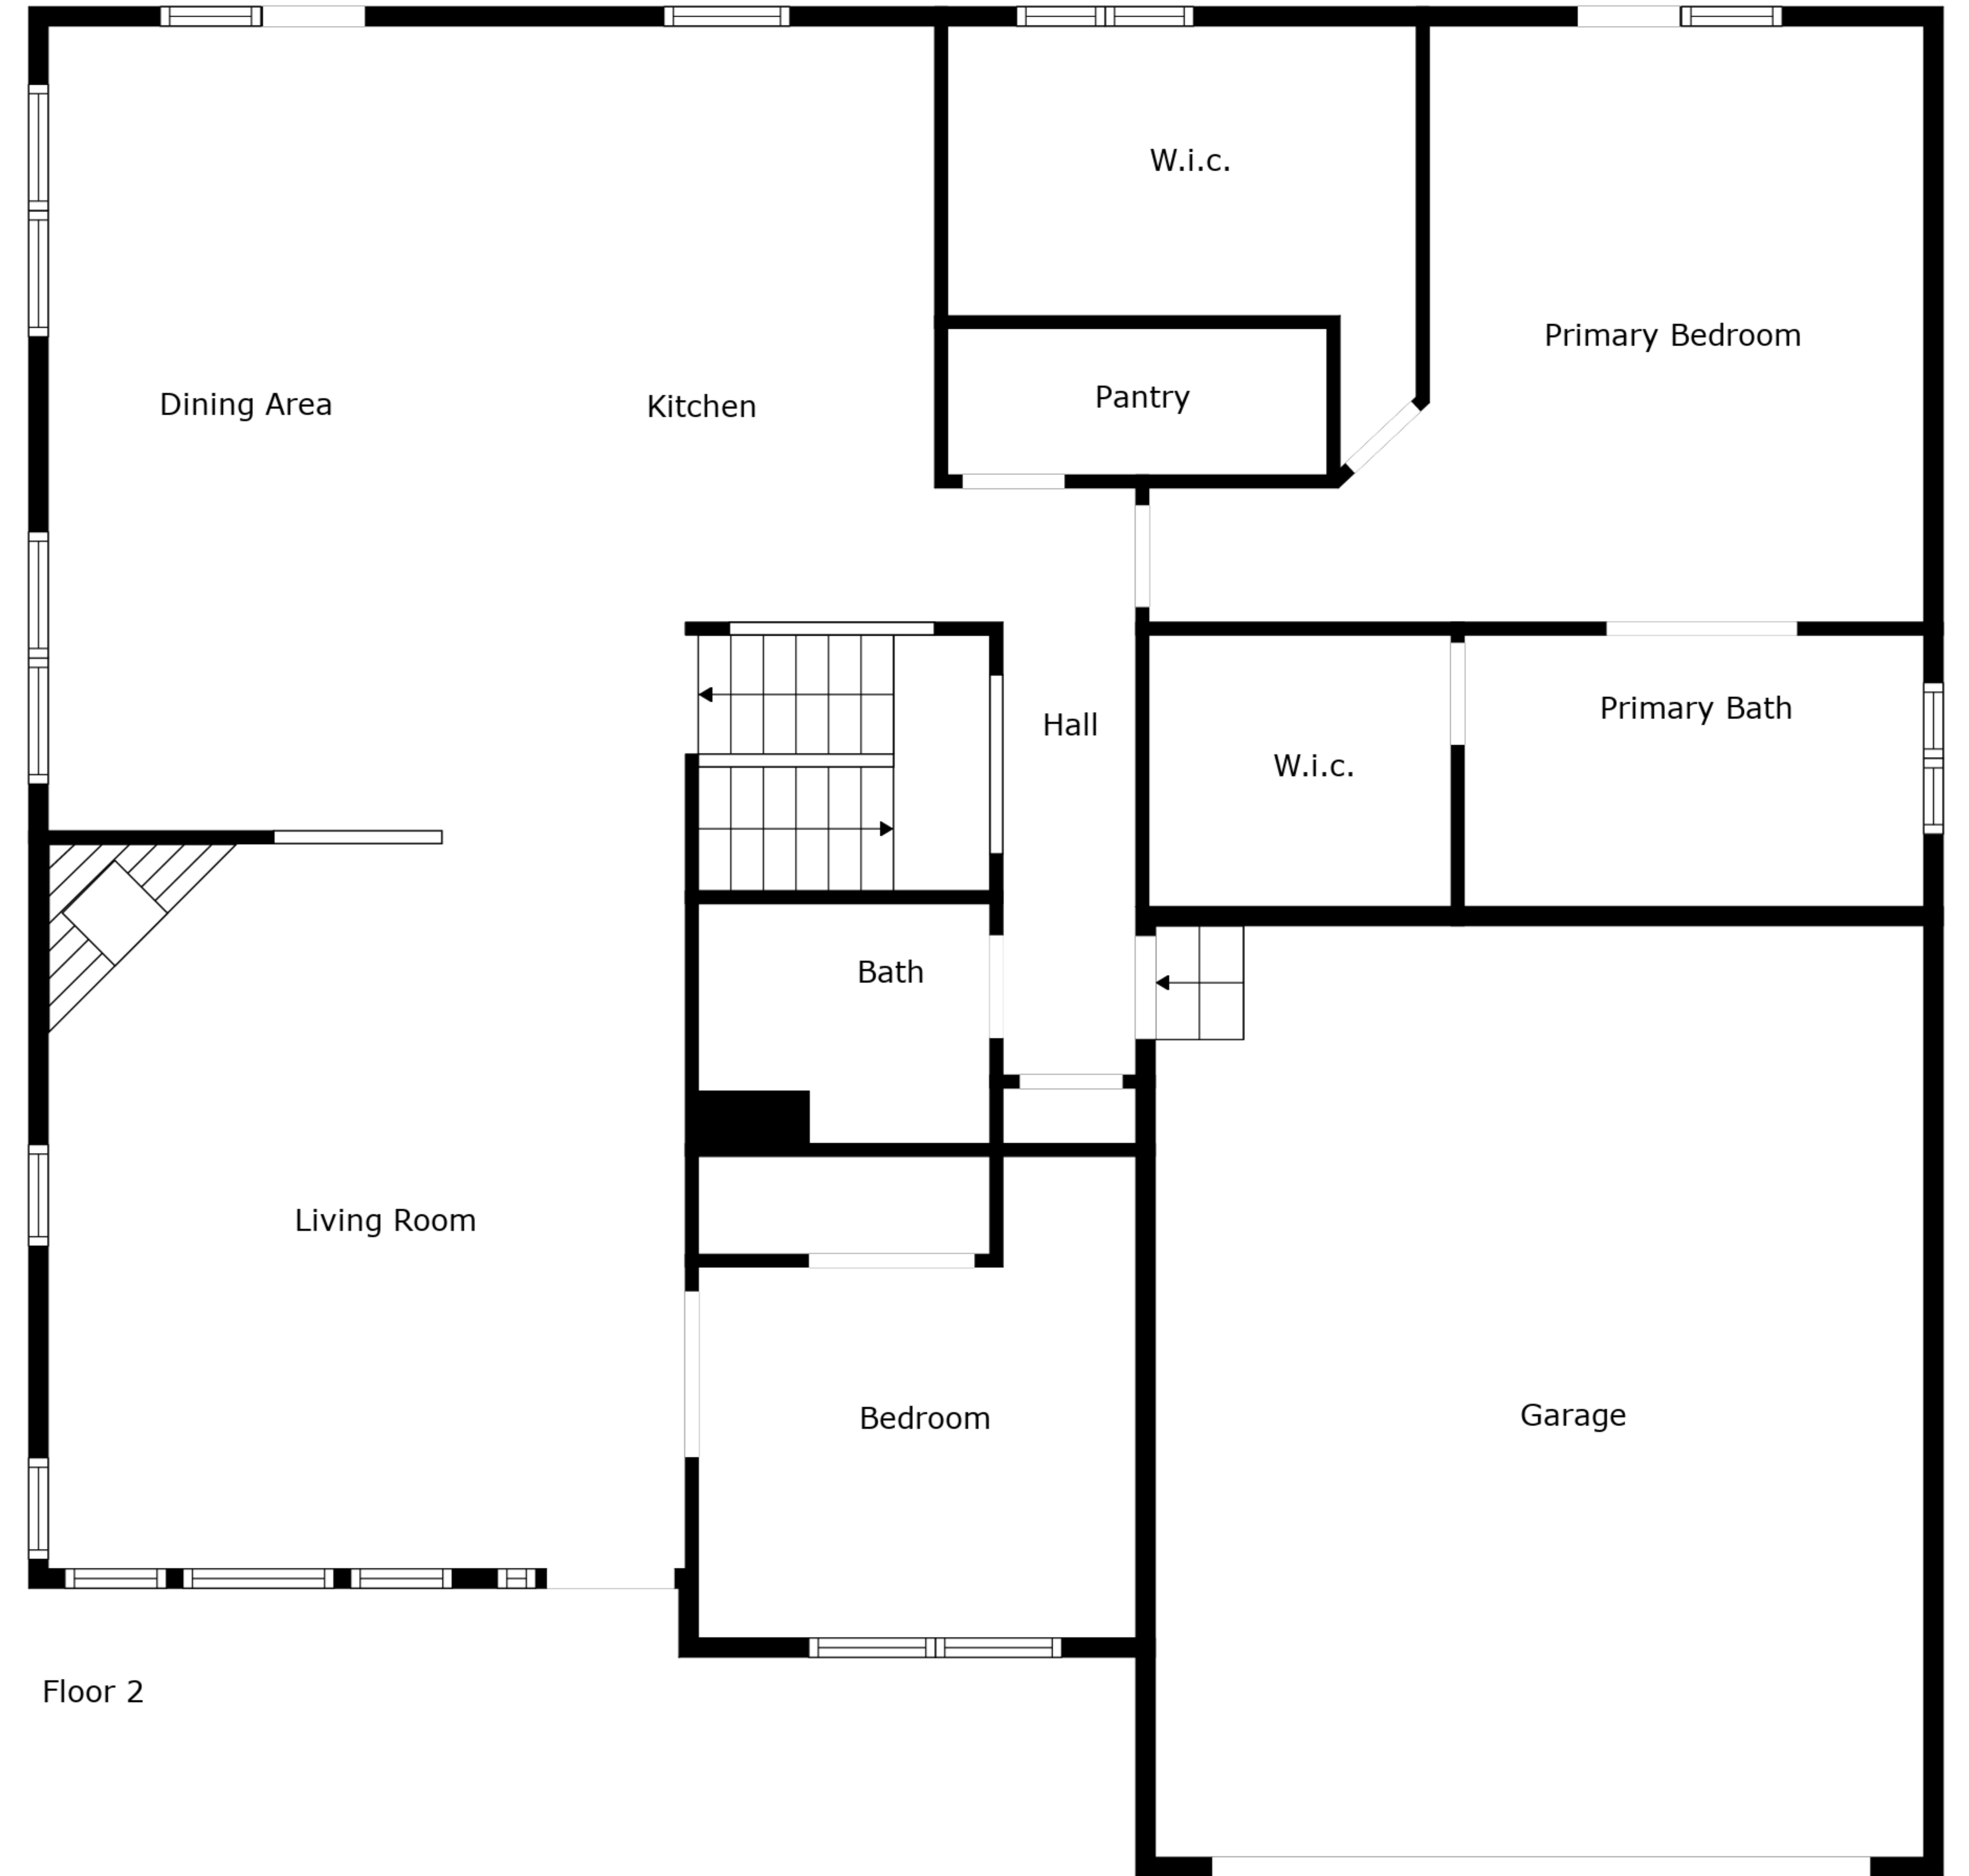 W.i.c.
Primary Bedroom
Dining Area
Kitchen
Pantry
Hall
Primary Bath
W.i.c.
Bath
Living Room
Bedroom
Garage
Floor 2